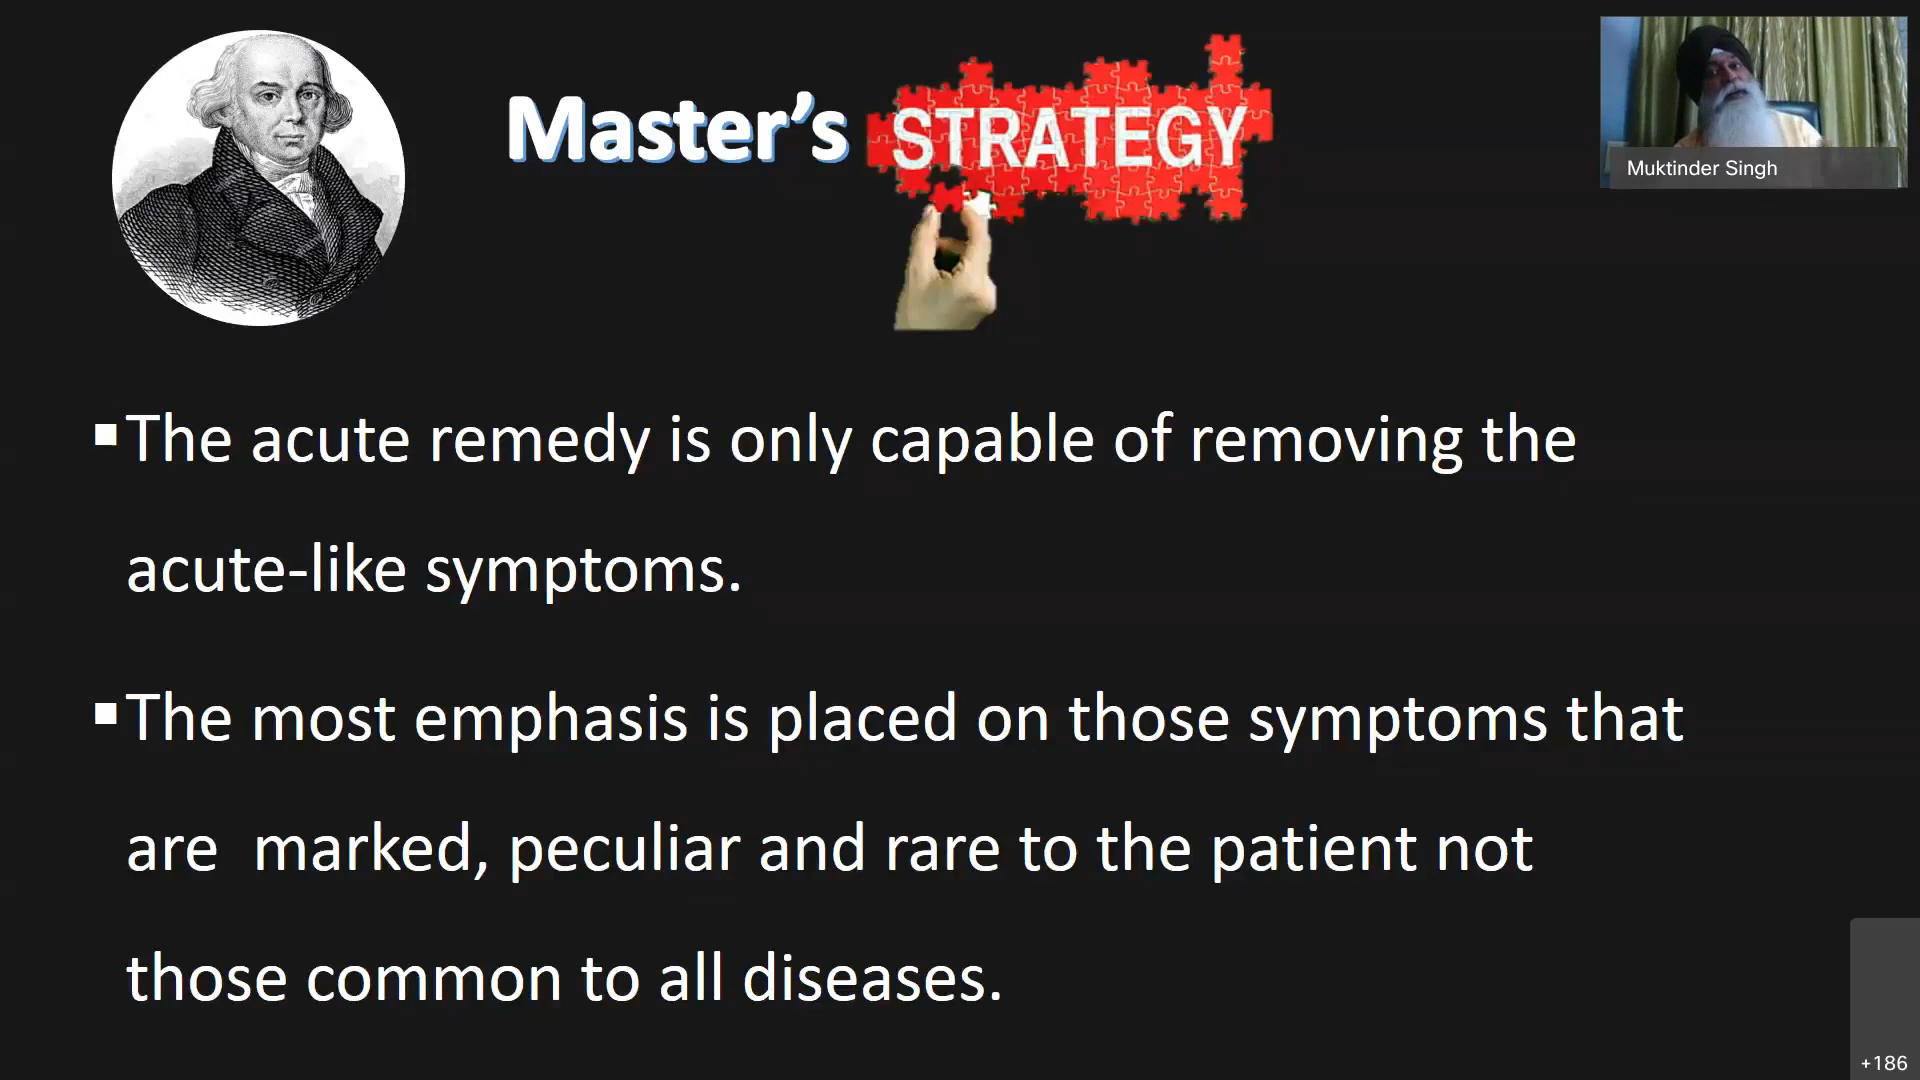 Master's STRATEGY
Muktinder Singh
▪The acute remedy is only capable of removing the
acute-like symptoms.
▪The most emphasis is placed on those symptoms that
are  marked, peculiar and rare to the patient not
those common to all diseases.
+186